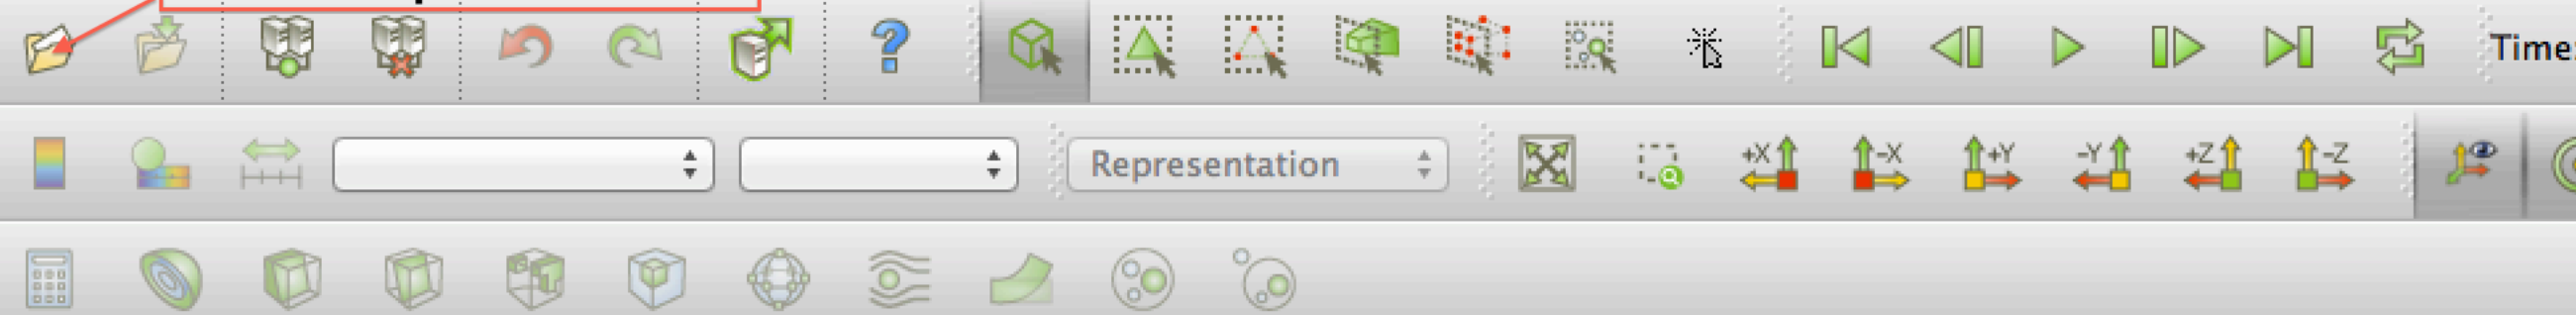 ?
Time:
Representation
+X
-X
+Y
-Y
+Z
-Z